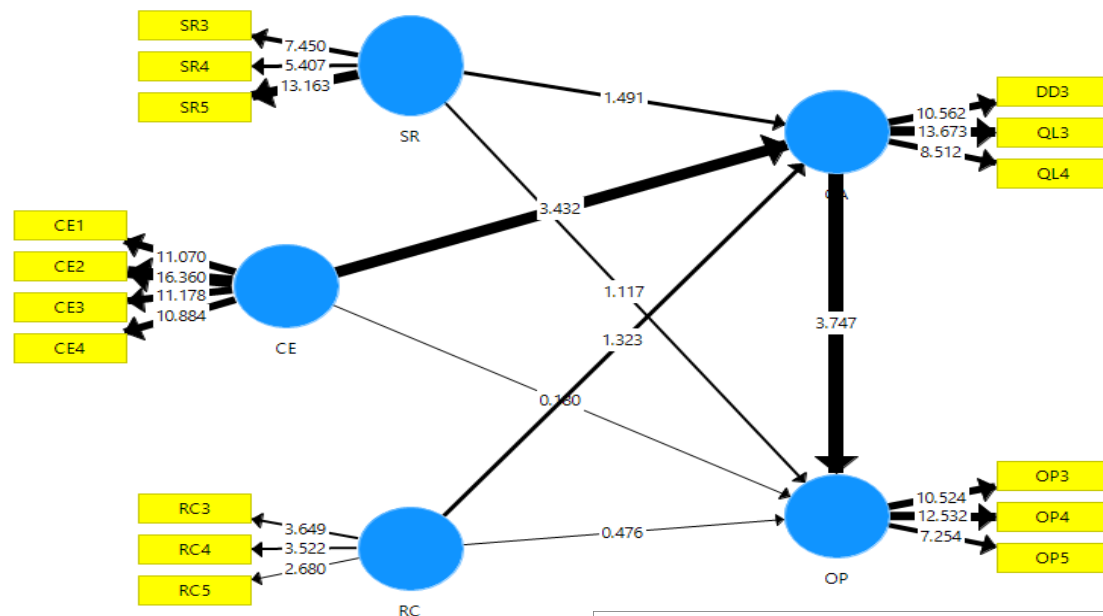 SR3
7.450
SR4
5.407
SR5
13.163
SR
1.491
DD3
10.562
QL3
13.673
QL4
8.512
CE1
11.070
CE2
16.360
CE3
11.178
CE4
10.884
CE
3.432
1.117
1.323
3.747
RC3
3.649
RC4
3.522
RC5
2.680
RC
0.476
OP3
10.524
OP4
12.532
OP5
7.254
OP